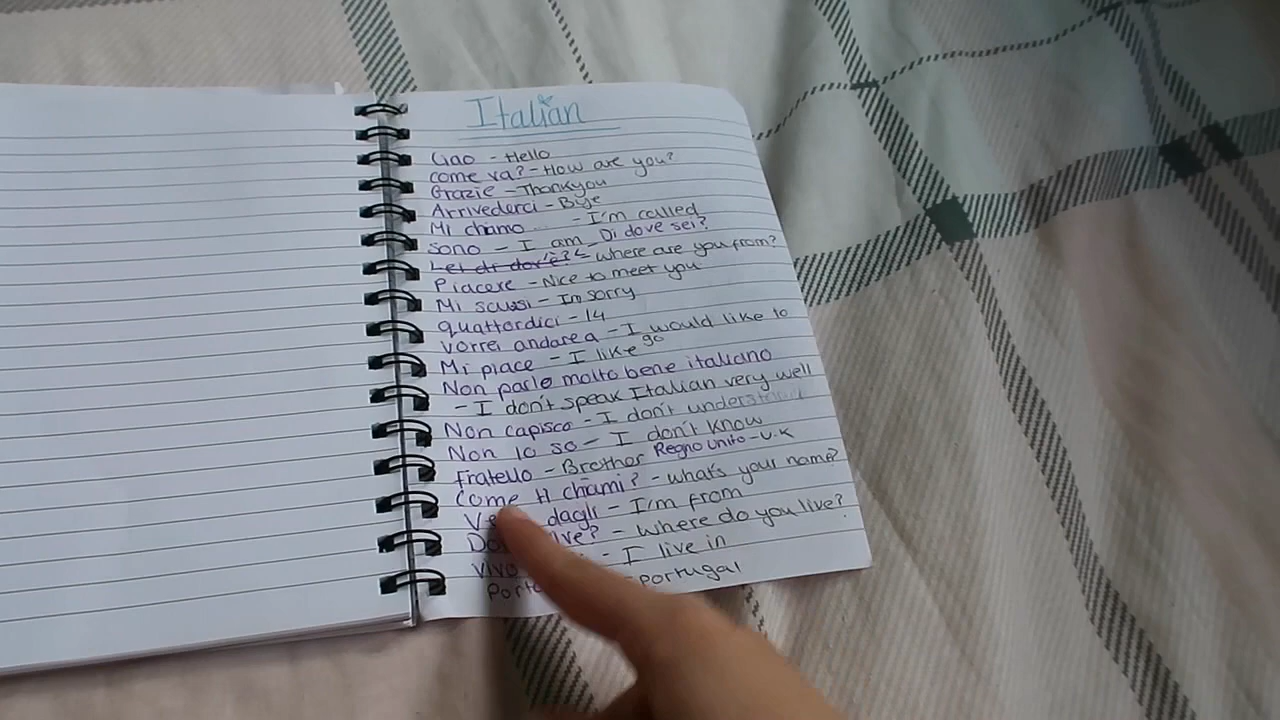 Italian
Ciao - Hello
come va? - How are you?
Grazie - Thankyou
Arrivederci - Bye
Mi chiamo ... - I'm called
sono - I am Di dove sei?
- where are you from?
Piacere - Nice to meet you
Mi scussi - Im sorry
quattordici - 14
vorrei andare a - I would like to
go
Mi piace - I like
Non parlo molto bene italiano
- I don't speak Italian very well
Non capisco - I don't understand
Non lo so - I don't know
fratello - Brother Regno Unito - U.K
Come ti chiami? - what's your name?
dagli - I'm from
- where do you live?
Vivo - I live in
- portugal